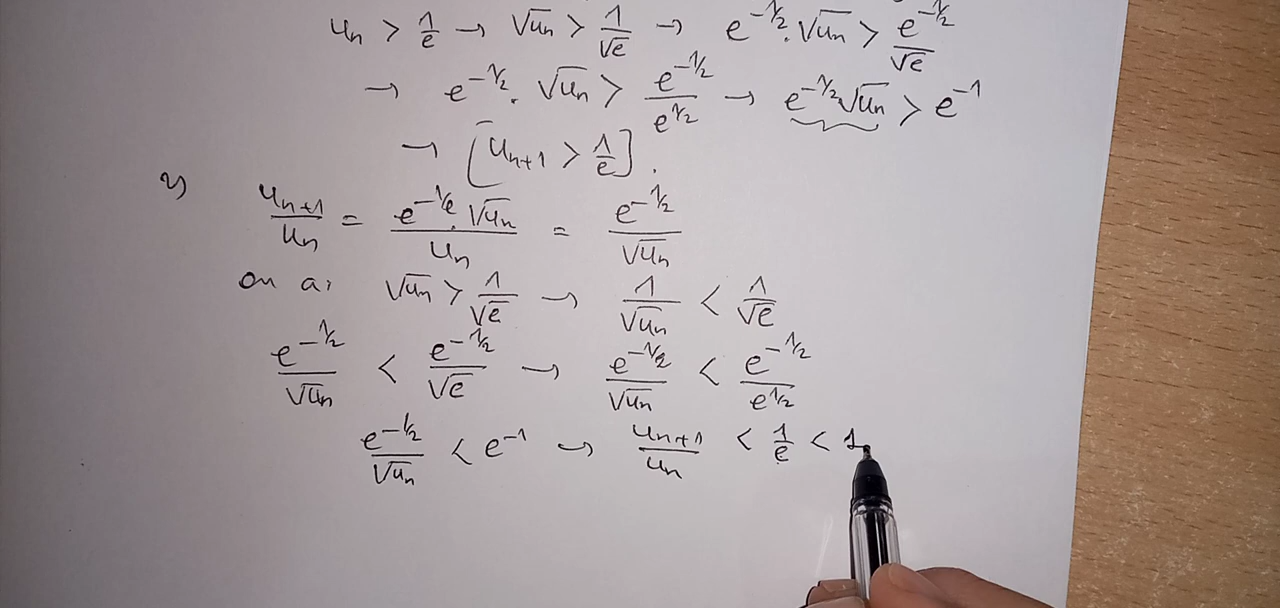 uₙ > 1/e → √uₙ > 1/√e → e^(-1/2) . √uₙ > e^(-1/2)/√e
→ e^(-1/2) . √uₙ > e^(-1/2)/e^(1/2) → e^(-1/2) √uₙ > e^(-1)
→ [uₙ₊₁ > 1/e] .
2) uₙ₊₁/uₙ = e^(-1/2) . √uₙ/uₙ = e^(-1/2)/√uₙ
on a: √uₙ > 1/√e → 1/√uₙ < 1/√e
e^(-1/2)/√uₙ < e^(-1/2)/√e → e^(-1/2)/√uₙ < e^(-1/2)/e^(1/2)
e^(-1/2)/√uₙ < e^(-1) → uₙ₊₁/uₙ < 1/e < 1